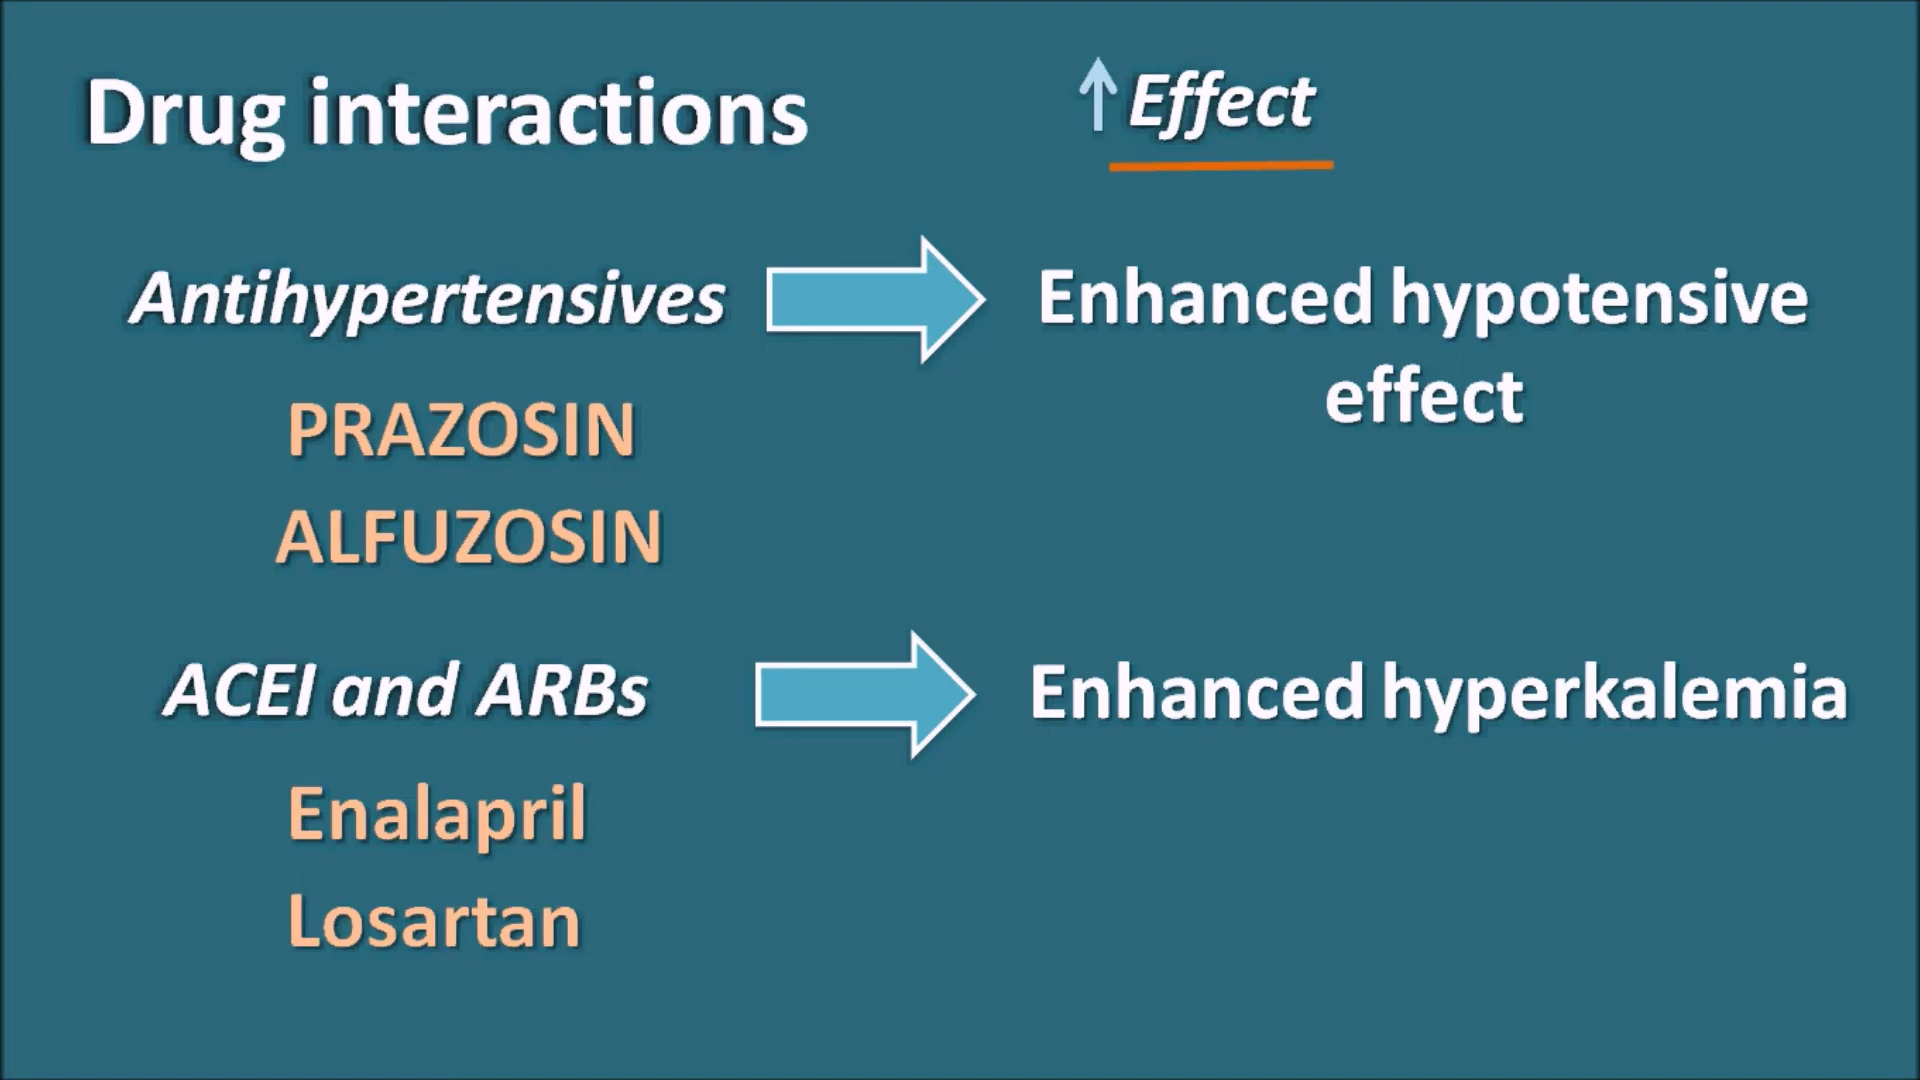 Drug interactions
↑ Effect
Antihypertensives
Enhanced hypotensive
effect
PRAZOSIN
ALFUZOSIN
ACEI and ARBs
Enhanced hyperkalemia
Enalapril
Losartan